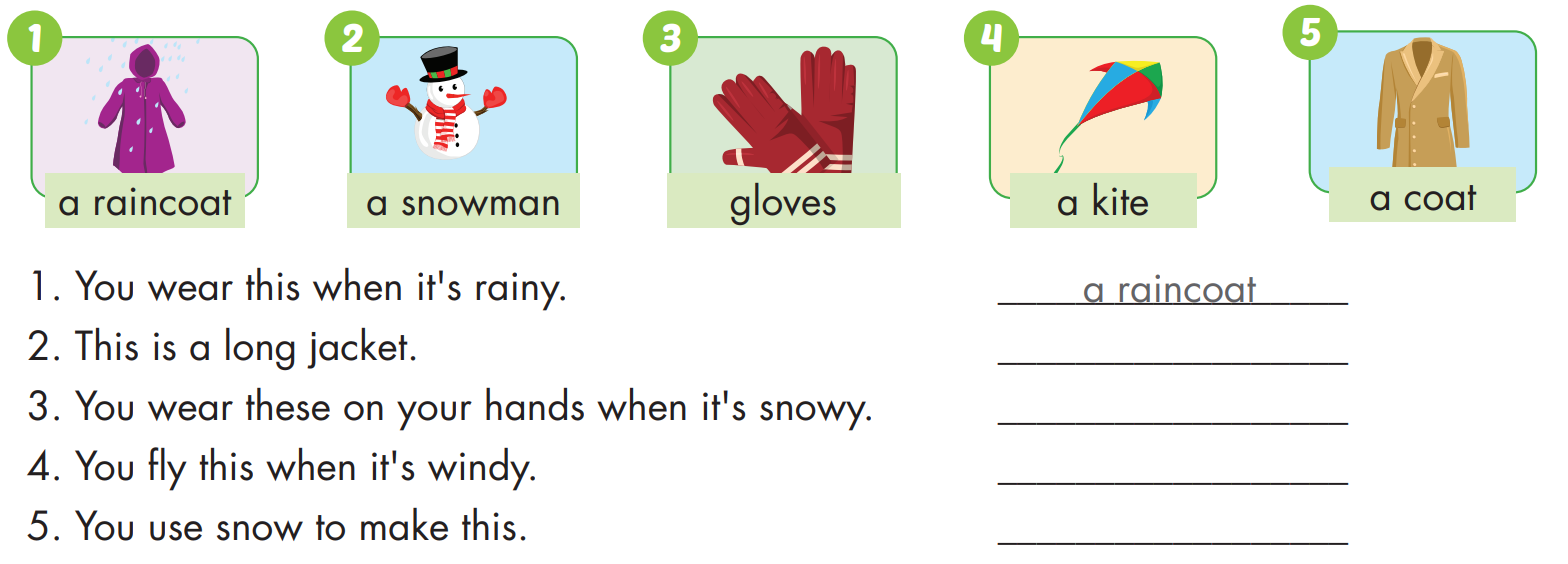 1 2 3 4 5
a raincoat a snowman gloves a kite a coat
1. You wear this when it's rainy. a raincoat
2. This is a long jacket.
3. You wear these on your hands when it's snowy.
4. You fly this when it's windy.
5. You use snow to make this.